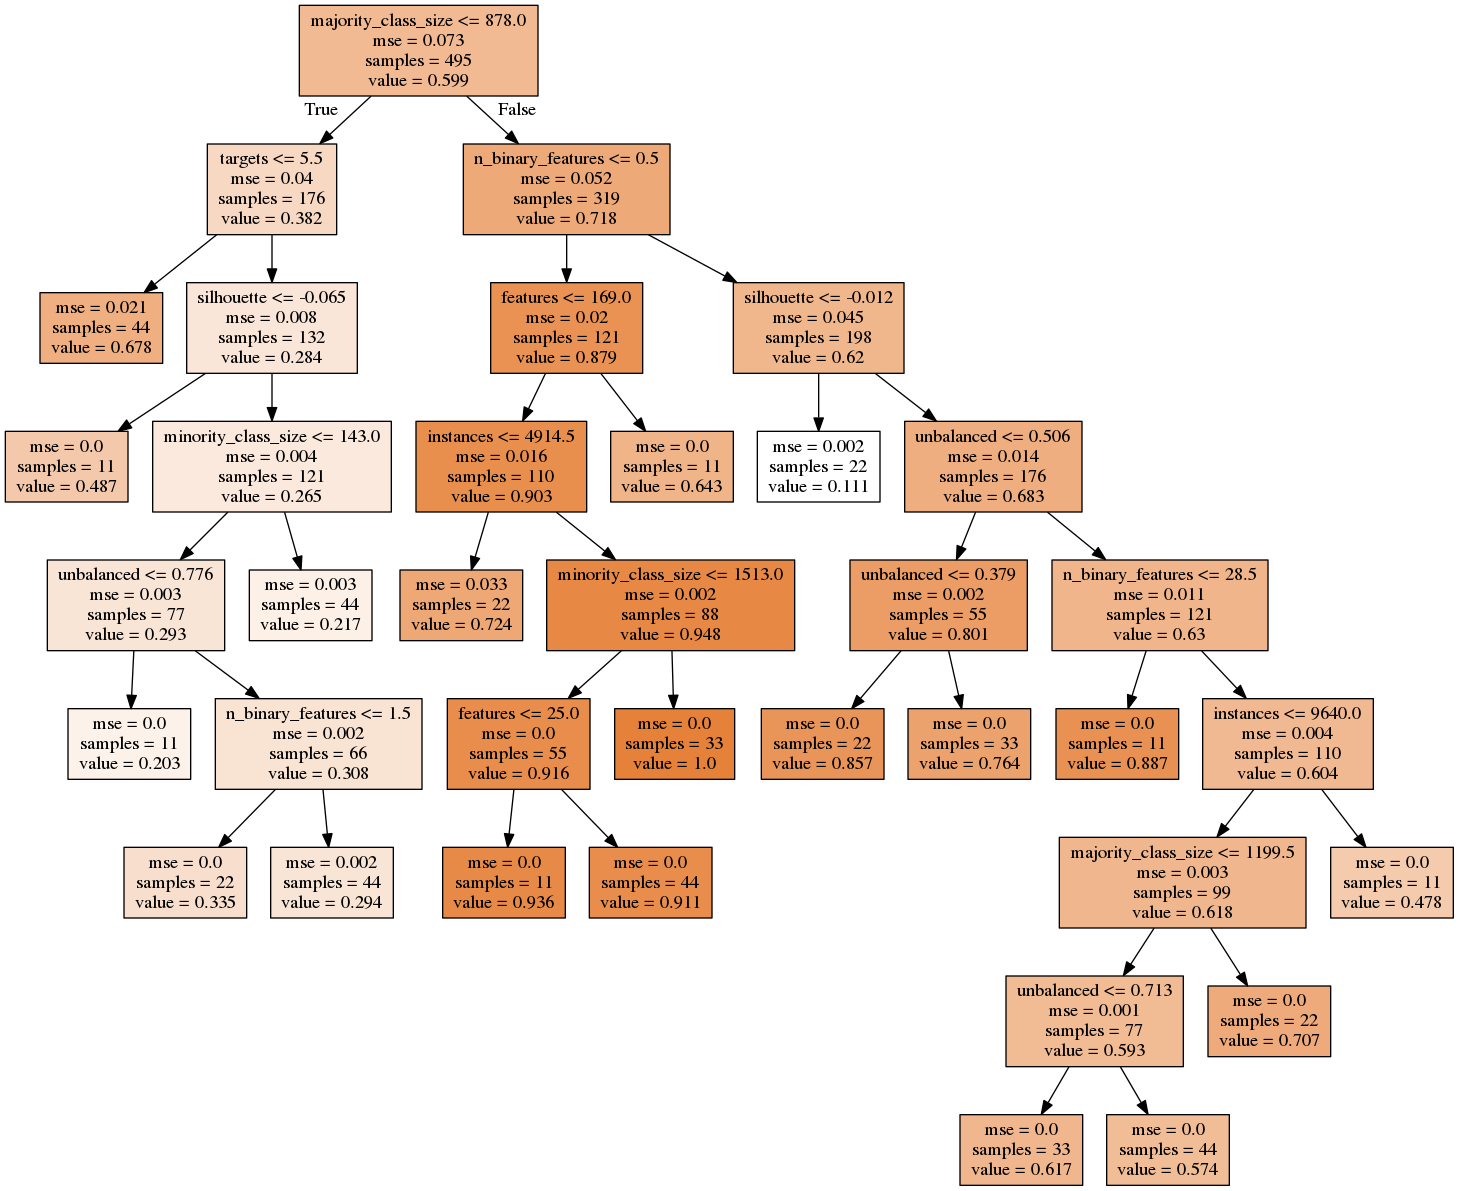 majority_class_size <= 878.0
mse = 0.073
samples = 495
value = 0.599
True
False
targets <= 5.5
mse = 0.04
samples = 176
value = 0.382
n_binary_features <= 0.5
mse = 0.052
samples = 319
value = 0.718
mse = 0.021
samples = 44
value = 0.678
silhouette <= -0.065
mse = 0.008
samples = 132
value = 0.284
features <= 169.0
mse = 0.02
samples = 121
value = 0.879
silhouette <= -0.012
mse = 0.045
samples = 198
value = 0.62
mse = 0.0
samples = 11
value = 0.487
minority_class_size <= 143.0
mse = 0.004
samples = 121
value = 0.265
instances <= 4914.5
mse = 0.016
samples = 110
value = 0.903
mse = 0.0
samples = 11
value = 0.643
mse = 0.002
samples = 22
value = 0.111
unbalanced <= 0.506
mse = 0.014
samples = 176
value = 0.683
unbalanced <= 0.776
mse = 0.003
samples = 77
value = 0.293
mse = 0.003
samples = 44
value = 0.217
mse = 0.033
samples = 22
value = 0.724
minority_class_size <= 1513.0
mse = 0.002
samples = 88
value = 0.948
unbalanced <= 0.379
mse = 0.002
samples = 55
value = 0.801
n_binary_features <= 28.5
mse = 0.011
samples = 121
value = 0.63
mse = 0.0
samples = 11
value = 0.203
n_binary_features <= 1.5
mse = 0.002
samples = 66
value = 0.308
features <= 25.0
mse = 0.0
samples = 55
value = 0.916
mse = 0.0
samples = 33
value = 1.0
mse = 0.0
samples = 22
value = 0.857
mse = 0.0
samples = 33
value = 0.764
mse = 0.0
samples = 11
value = 0.887
instances <= 9640.0
mse = 0.004
samples = 110
value = 0.604
mse = 0.0
samples = 22
value = 0.335
mse = 0.002
samples = 44
value = 0.294
mse = 0.0
samples = 11
value = 0.936
mse = 0.0
samples = 44
value = 0.911
majority_class_size <= 1199.5
mse = 0.003
samples = 99
value = 0.618
mse = 0.0
samples = 11
value = 0.478
unbalanced <= 0.713
mse = 0.001
samples = 77
value = 0.593
mse = 0.0
samples = 22
value = 0.707
mse = 0.0
samples = 33
value = 0.617
mse = 0.0
samples = 44
value = 0.574